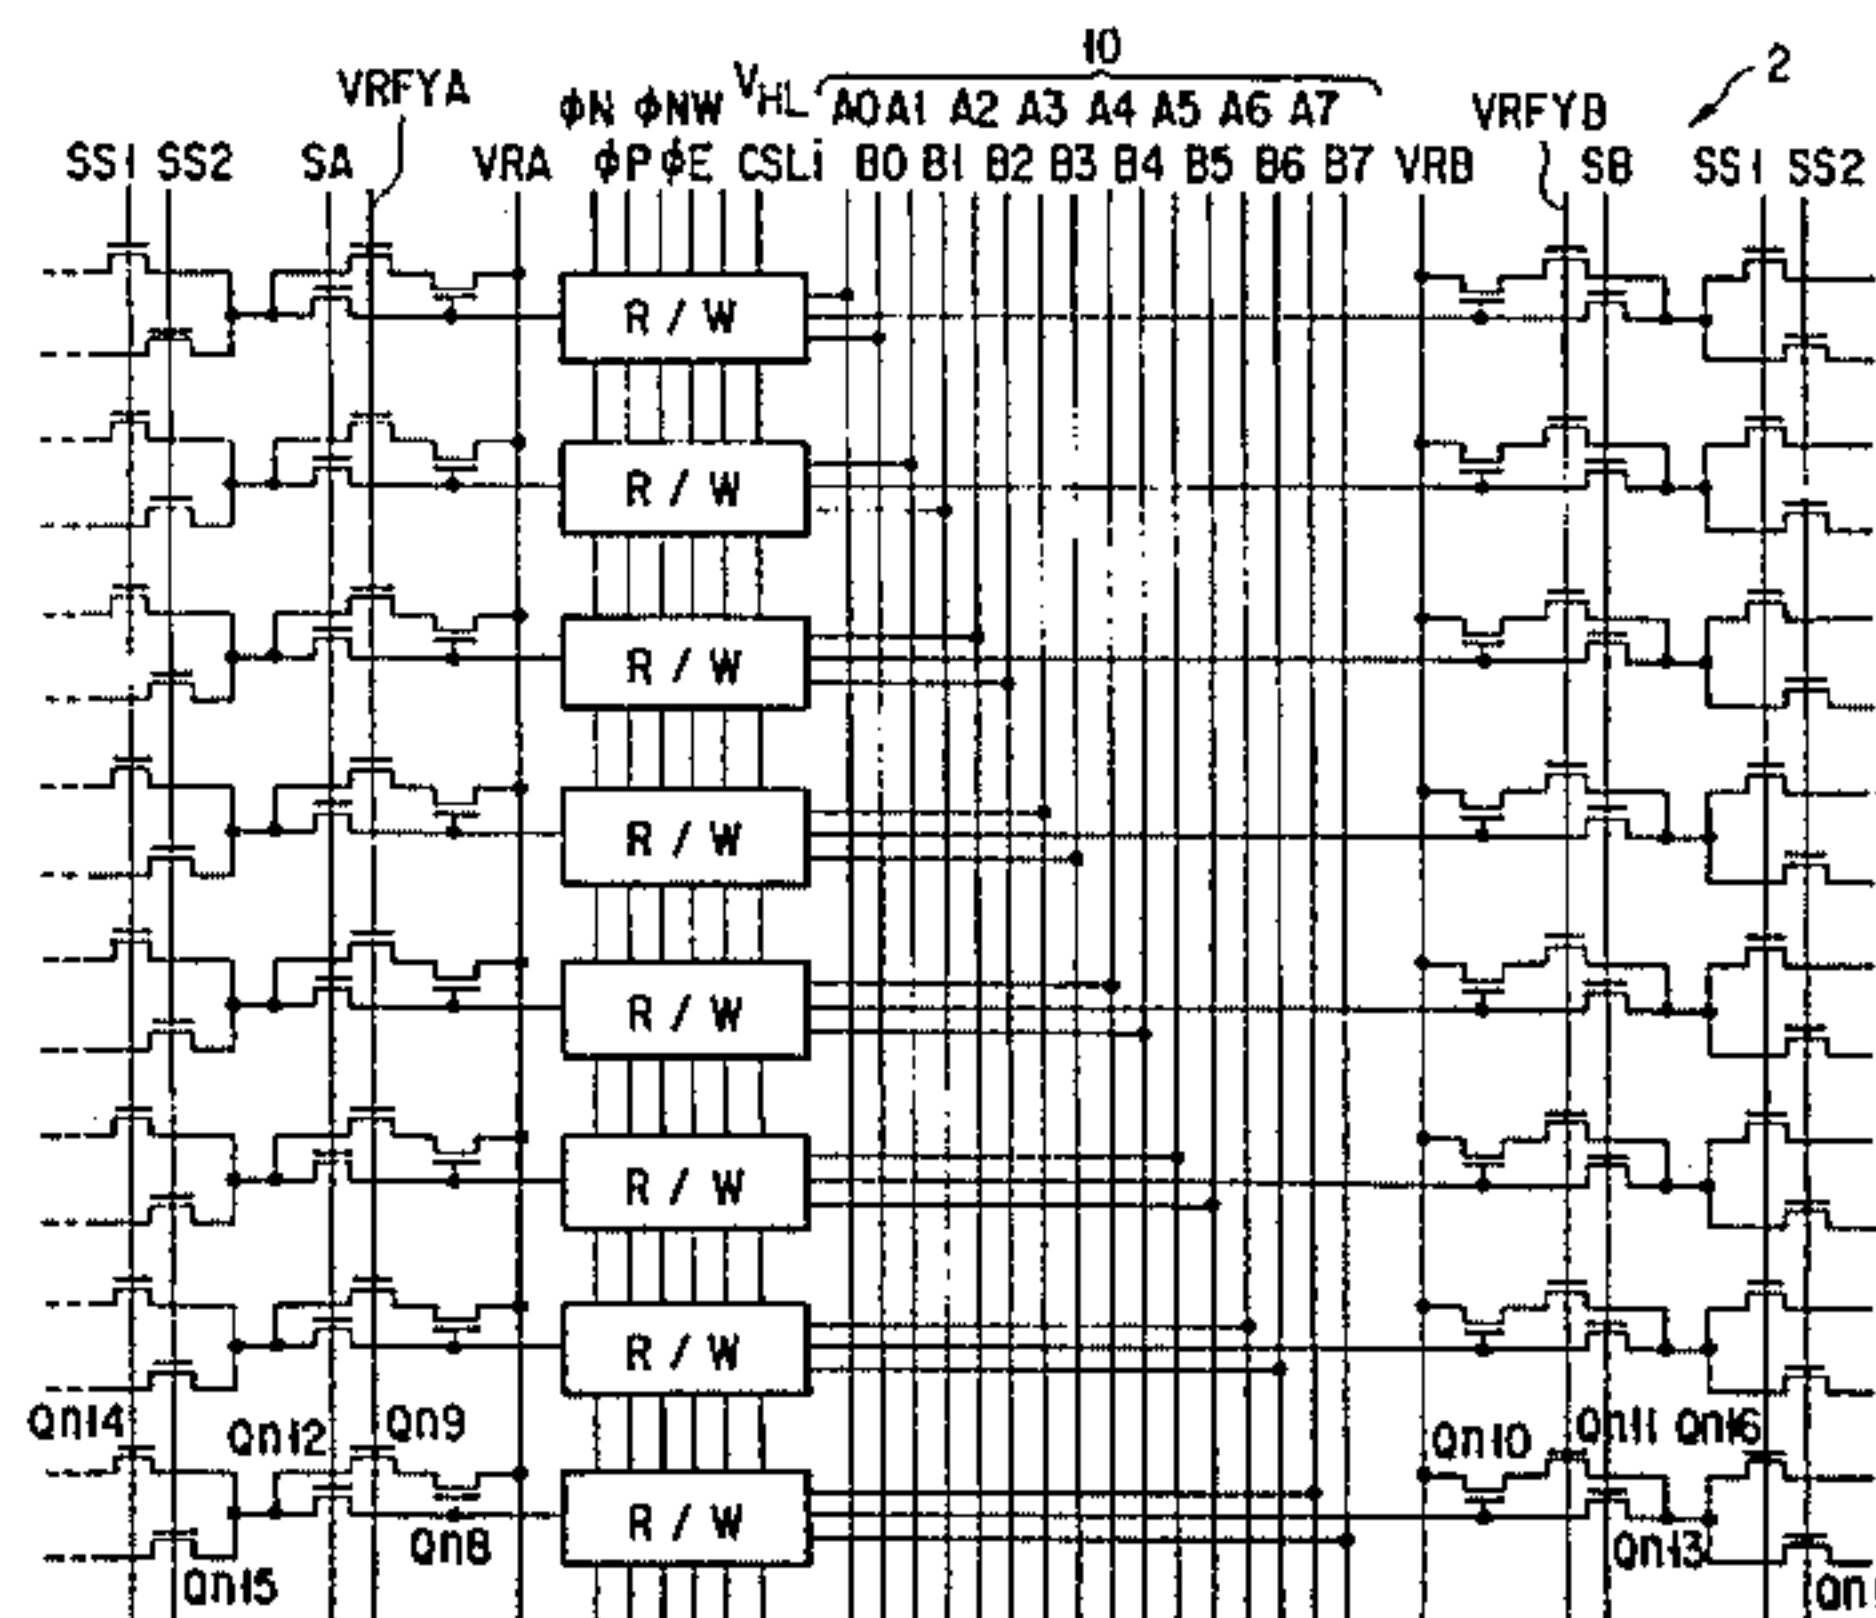 10
2
VRFYA
ΦN ΦNW VHL A0 A1 A2 A3 A4 A5 A6 A7 VRFYB
SS1 SS2 SA VRA ΦP ΦE CSLi B0 B1 B2 B3 B4 B5 B6 B7 VRB SB SS1 SS2
R / W
R / W
R / W
R / W
R / W
R / W
R / W
Qn14 Qn12 Qn9 Qn10 Qn11 Qn16
R / W
Qn8 Qn13
Qn15